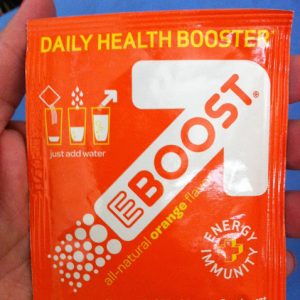 DAILY HEALTH BOOSTER
just add water
EBOOST®
all-natural orange flavor
ENERGY
IMMUNITY